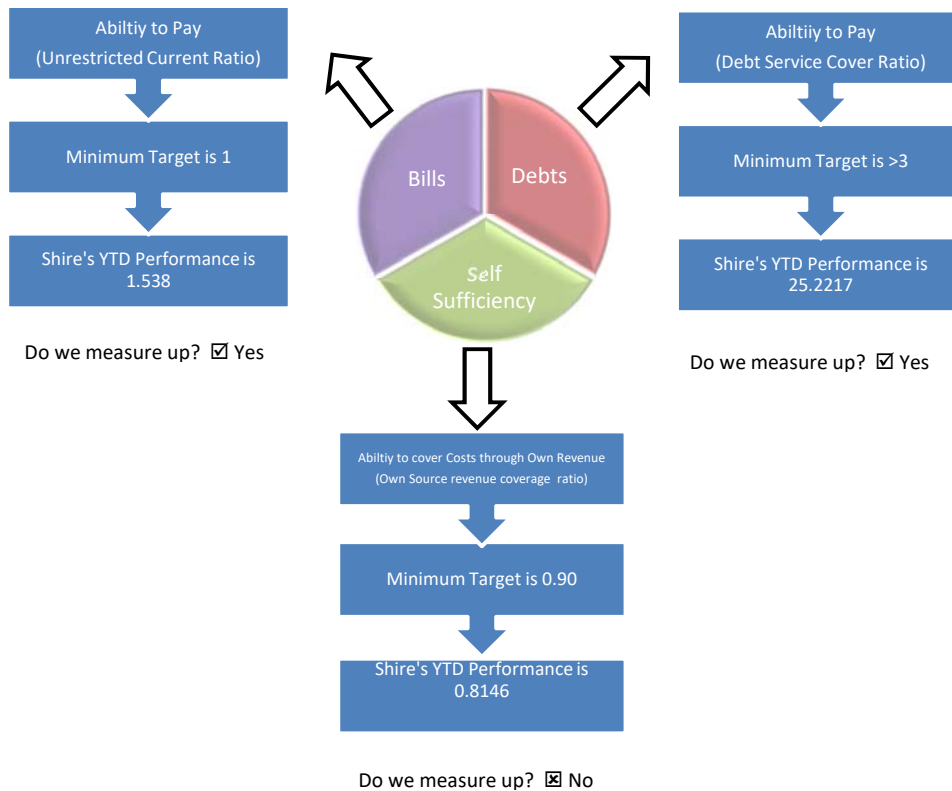 Abiltiy to Pay
(Unrestricted Current Ratio)
Minimum Target is 1
Shire's YTD Performance is
1.538
Do we measure up? ☑ Yes
Bills
Debts
Self
Sufficiency
Abiltiiy to Pay
(Debt Service Cover Ratio)
Minimum Target is >3
Shire's YTD Performance is
25.2217
Do we measure up? ☑ Yes
Abiltiy to cover Costs through Own Revenue
(Own Source revenue coverage ratio)
Minimum Target is 0.90
Shire's YTD Performance is
0.8146
Do we measure up? ☒ No